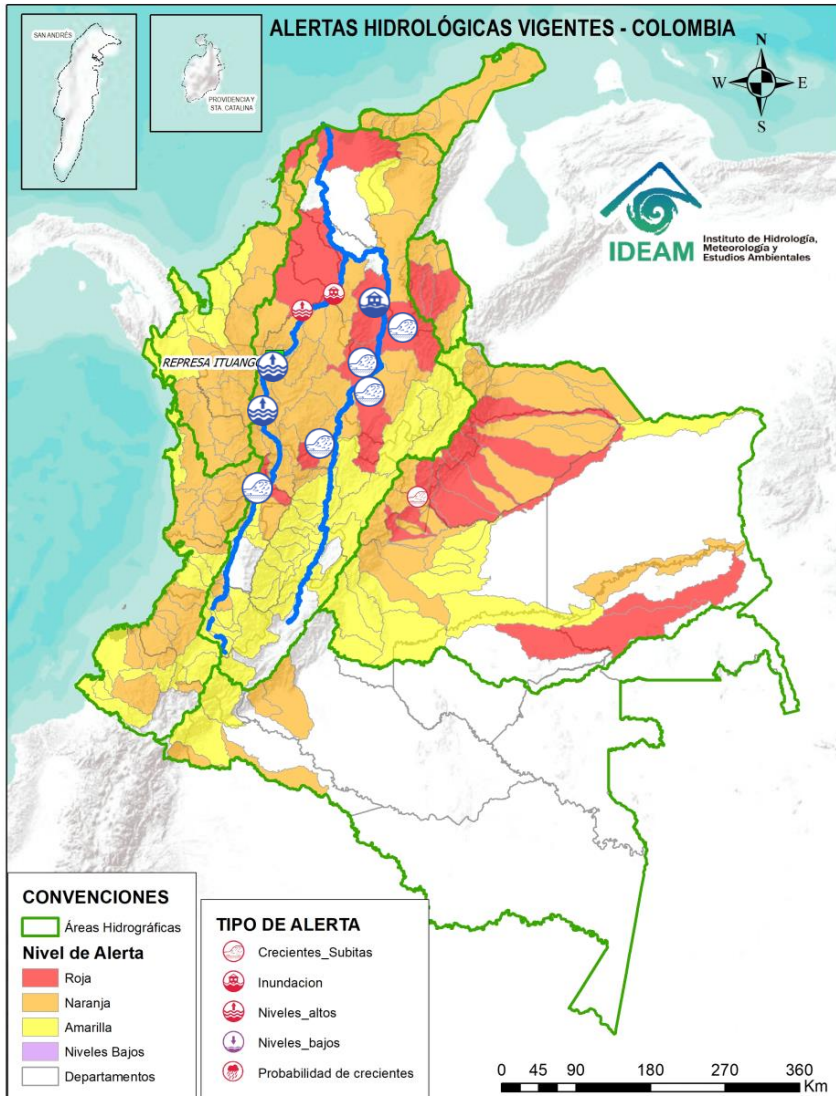 ALERTAS HIDROLÓGICAS VIGENTES - COLOMBIA
SAN ANDRÉS
PROVIDENCIA Y
STA. CATALINA
N
W
E
S
IDEAM
Instituto de Hidrología,
Meteorología y
Estudios Ambientales
REPRESA ITUANGO
CONVENCIONES
Áreas Hidrográficas
Nivel de Alerta
Roja
Naranja
Amarilla
Niveles Bajos
Departamentos
TIPO DE ALERTA
Crecientes_Subitas
Inundacion
Niveles_altos
Niveles_bajos
Probabilidad de crecientes
0 45 90 180 270 360
Km